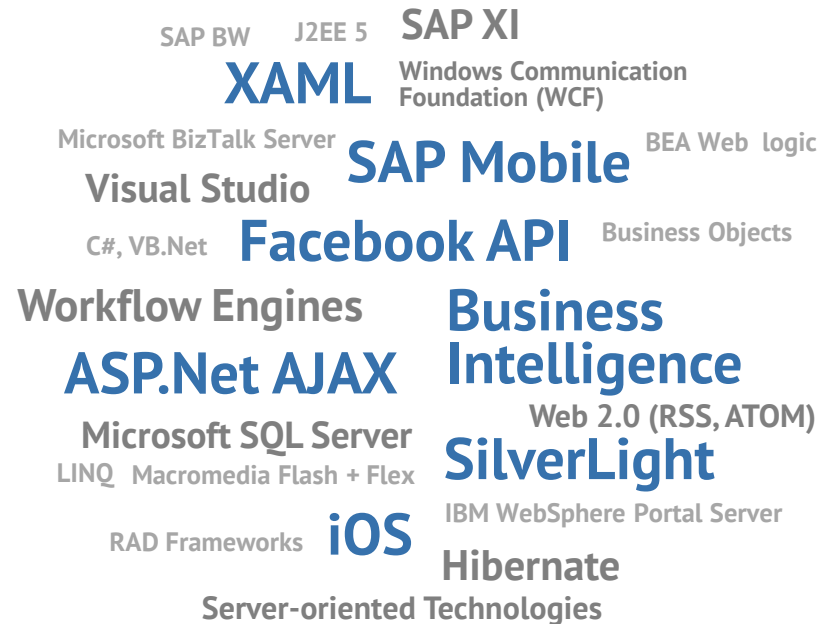 SAP BW
J2EE 5
SAP XI
XAML
Windows Communication
Foundation (WCF)
Microsoft BizTalk Server
SAP Mobile
BEA Web logic
Visual Studio
C#, VB.Net
Facebook API
Business Objects
Workflow Engines
Business
Intelligence
ASP.Net AJAX
Web 2.0 (RSS, ATOM)
Microsoft SQL Server
SilverLight
LINQ
Macromedia Flash + Flex
IBM WebSphere Portal Server
RAD Frameworks
iOS
Hibernate
Server-oriented Technologies